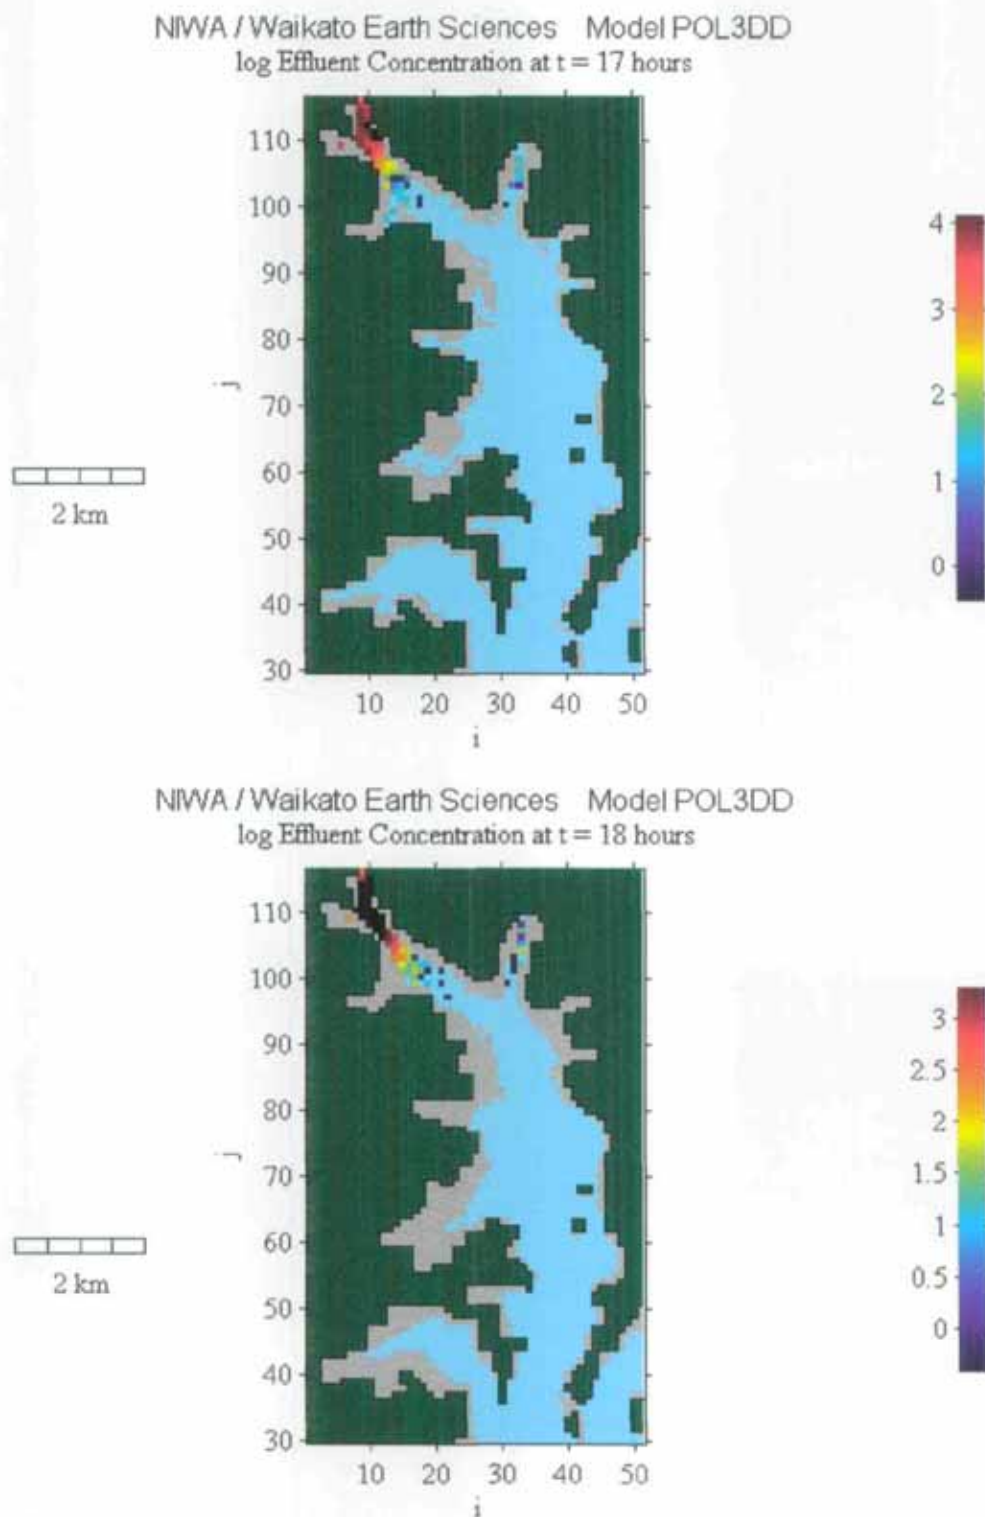 NIWA / Waikato Earth Sciences Model POL3DD
log Effluent Concentration at t = 17 hours
110
100
90
80
70
60
50
40
30
j
10 20 30 40 50
i
2 km
4
3
2
1
0
NIWA / Waikato Earth Sciences Model POL3DD
log Effluent Concentration at t = 18 hours
110
100
90
80
70
60
50
40
30
j
10 20 30 40 50
i
2 km
3
2.5
2
1.5
1
0.5
0